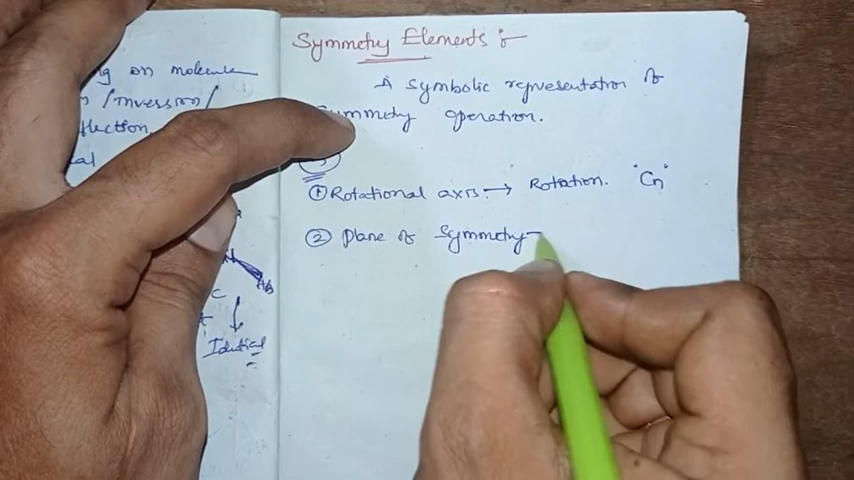 ng on molecule
n / Inversion /
flection,
al
C
Identical
Symmetry Elements :-
A symbolic representation of
Symmetry operation.
① Rotational axis → Rotation. "Cn"
② Plane of Symmetry